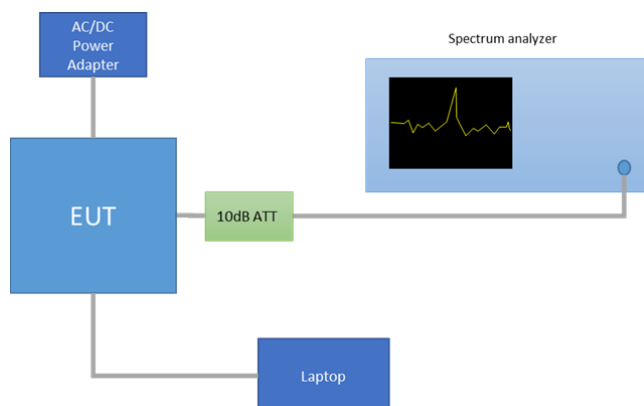 AC/DC
Power
Adapter
Spectrum analyzer
EUT
10dB ATT
Laptop